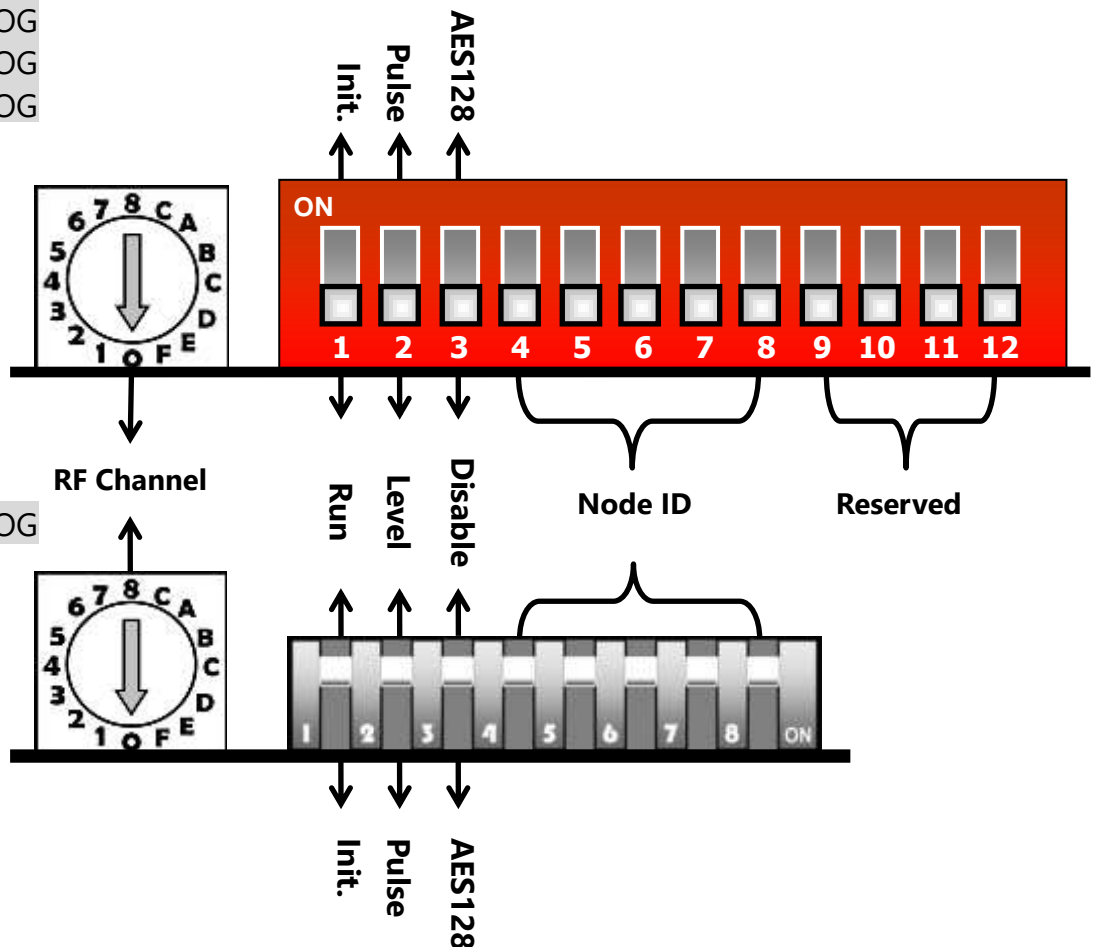 OG
OG
OG
Init.
Pulse
AES128
ON
8
7
6
5
4
3
2
1
O
F
E
D
C
B
A
C
1 2 3 4 5 6 7 8 9 10 11 12
RF Channel
Run
Level
Disable
Node ID
Reserved
OG
8
7
6
5
4
3
2
1
O
F
E
D
C
B
A
C
1 2 3 4 5 6 7 8 ON
Init.
Pulse
AES128